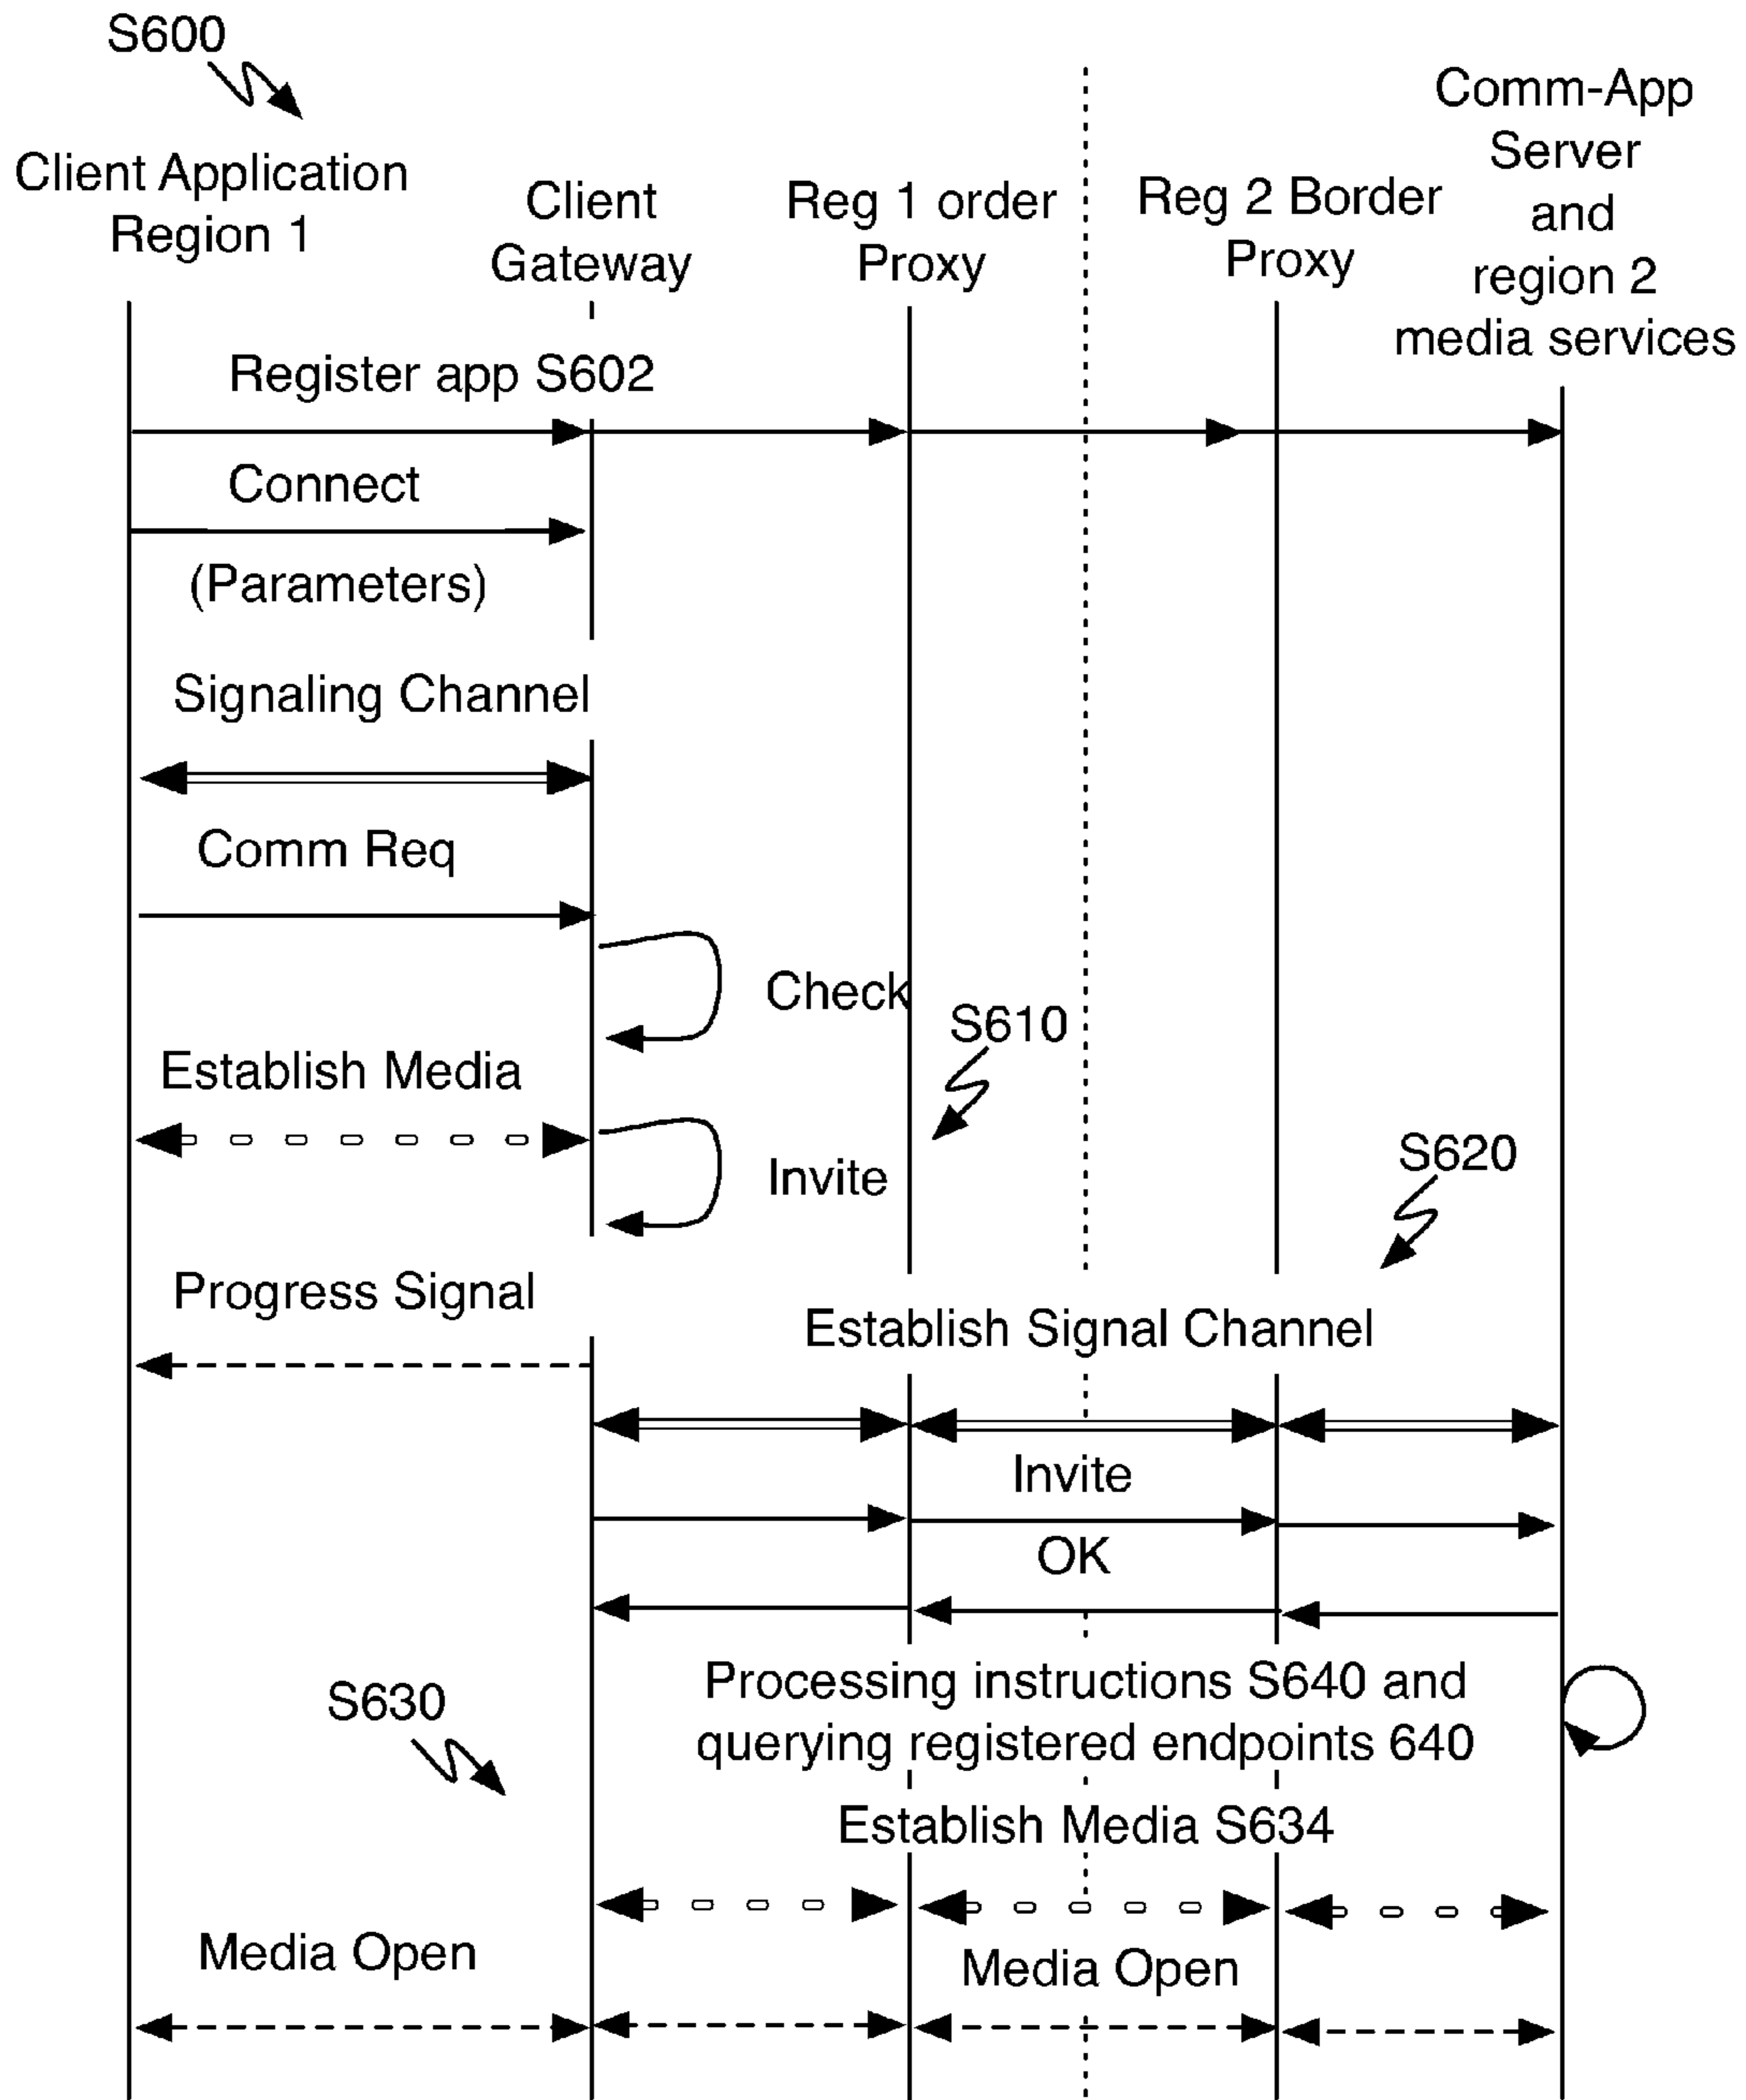 S600
Client Application
Region 1
Client
Gateway
Reg 1 order
Proxy
Reg 2 Border
Proxy
Comm-App
Server
and
region 2
media services
Register app S602
Connect
(Parameters)
Signaling Channel
Comm Req
Check
S610
Establish Media
Invite
S620
Progress Signal
Establish Signal Channel
Invite
OK
S630
Processing instructions S640 and
querying registered endpoints 640
Establish Media S634
Media Open
Media Open